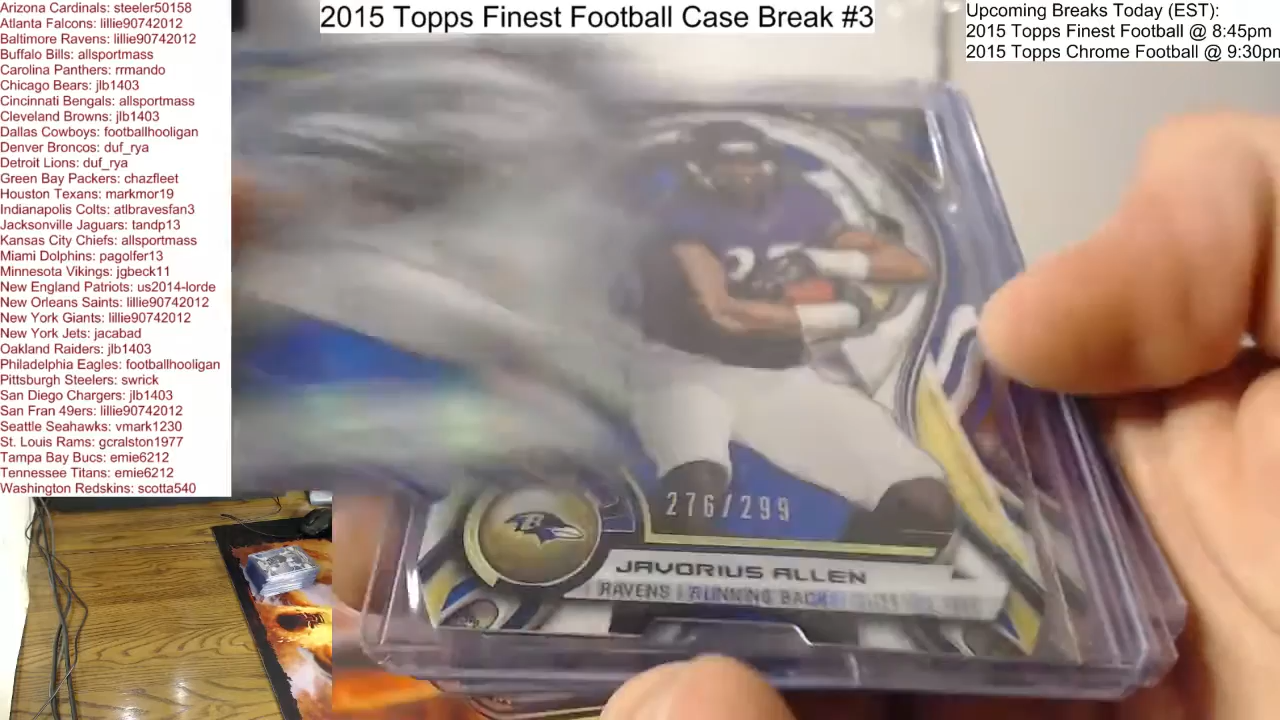 2015 Topps Finest Football Case Break #3
Upcoming Breaks Today (EST):
2015 Topps Finest Football @ 8:45pm
2015 Topps Chrome Football @ 9:30pm
Arizona Cardinals: steeler50158
Atlanta Falcons: lillie90742012
Baltimore Ravens: lillie90742012
Buffalo Bills: allsportmass
Carolina Panthers: rrmando
Chicago Bears: jlb1403
Cincinnati Bengals: allsportmass
Cleveland Browns: jlb1403
Dallas Cowboys: footballhooligan
Denver Broncos: duf_rya
Detroit Lions: duf_rya
Green Bay Packers: chazfleet
Houston Texans: markmor19
Indianapolis Colts: atlbravesfan3
Jacksonville Jaguars: tandp13
Kansas City Chiefs: allsportmass
Miami Dolphins: pagolfer13
Minnesota Vikings: jgbeck11
New England Patriots: us2014-lorde
New Orleans Saints: lillie90742012
New York Giants: lillie90742012
New York Jets: jacabad
Oakland Raiders: jlb1403
Philadelphia Eagles: footballhooligan
Pittsburgh Steelers: swrick
San Diego Chargers: jlb1403
San Fran 49ers: lillie90742012
Seattle Seahawks: vmark1230
St. Louis Rams: gcralston1977
Tampa Bay Bucs: emie6212
Tennessee Titans: emie6212
Washington Redskins: scotta540
276/299
JAVORIUS ALLEN
RAVENS | RUNNING BACK